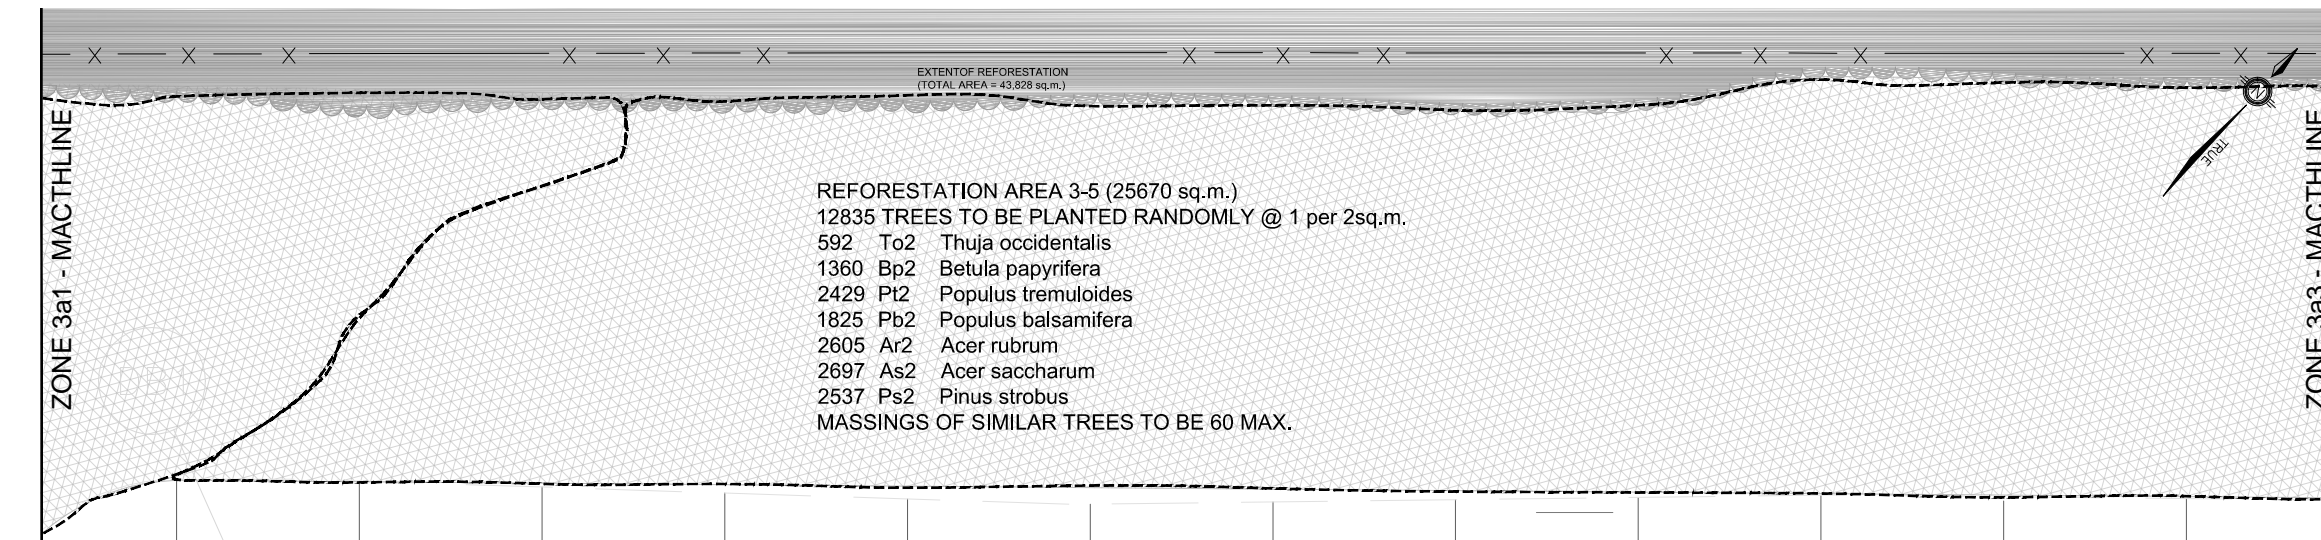 EXTENTOF REFORESTATION
(TOTAL AREA = 43,828 sq.m.)
ZONE 3a1 - MACTHLINE
REFORESTATION AREA 3-5 (25670 sq.m.)
12835 TREES TO BE PLANTED RANDOMLY @ 1 per 2sq.m.
592 To2 Thuja occidentalis
1360 Bp2 Betula papyrifera
2429 Pt2 Populus tremuloides
1825 Pb2 Populus balsamifera
2605 Ar2 Acer rubrum
2697 As2 Acer saccharum
2537 Ps2 Pinus strobus
MASSINGS OF SIMILAR TREES TO BE 60 MAX.
N
TRUE
ZONE 3a3 - MACTHLINE